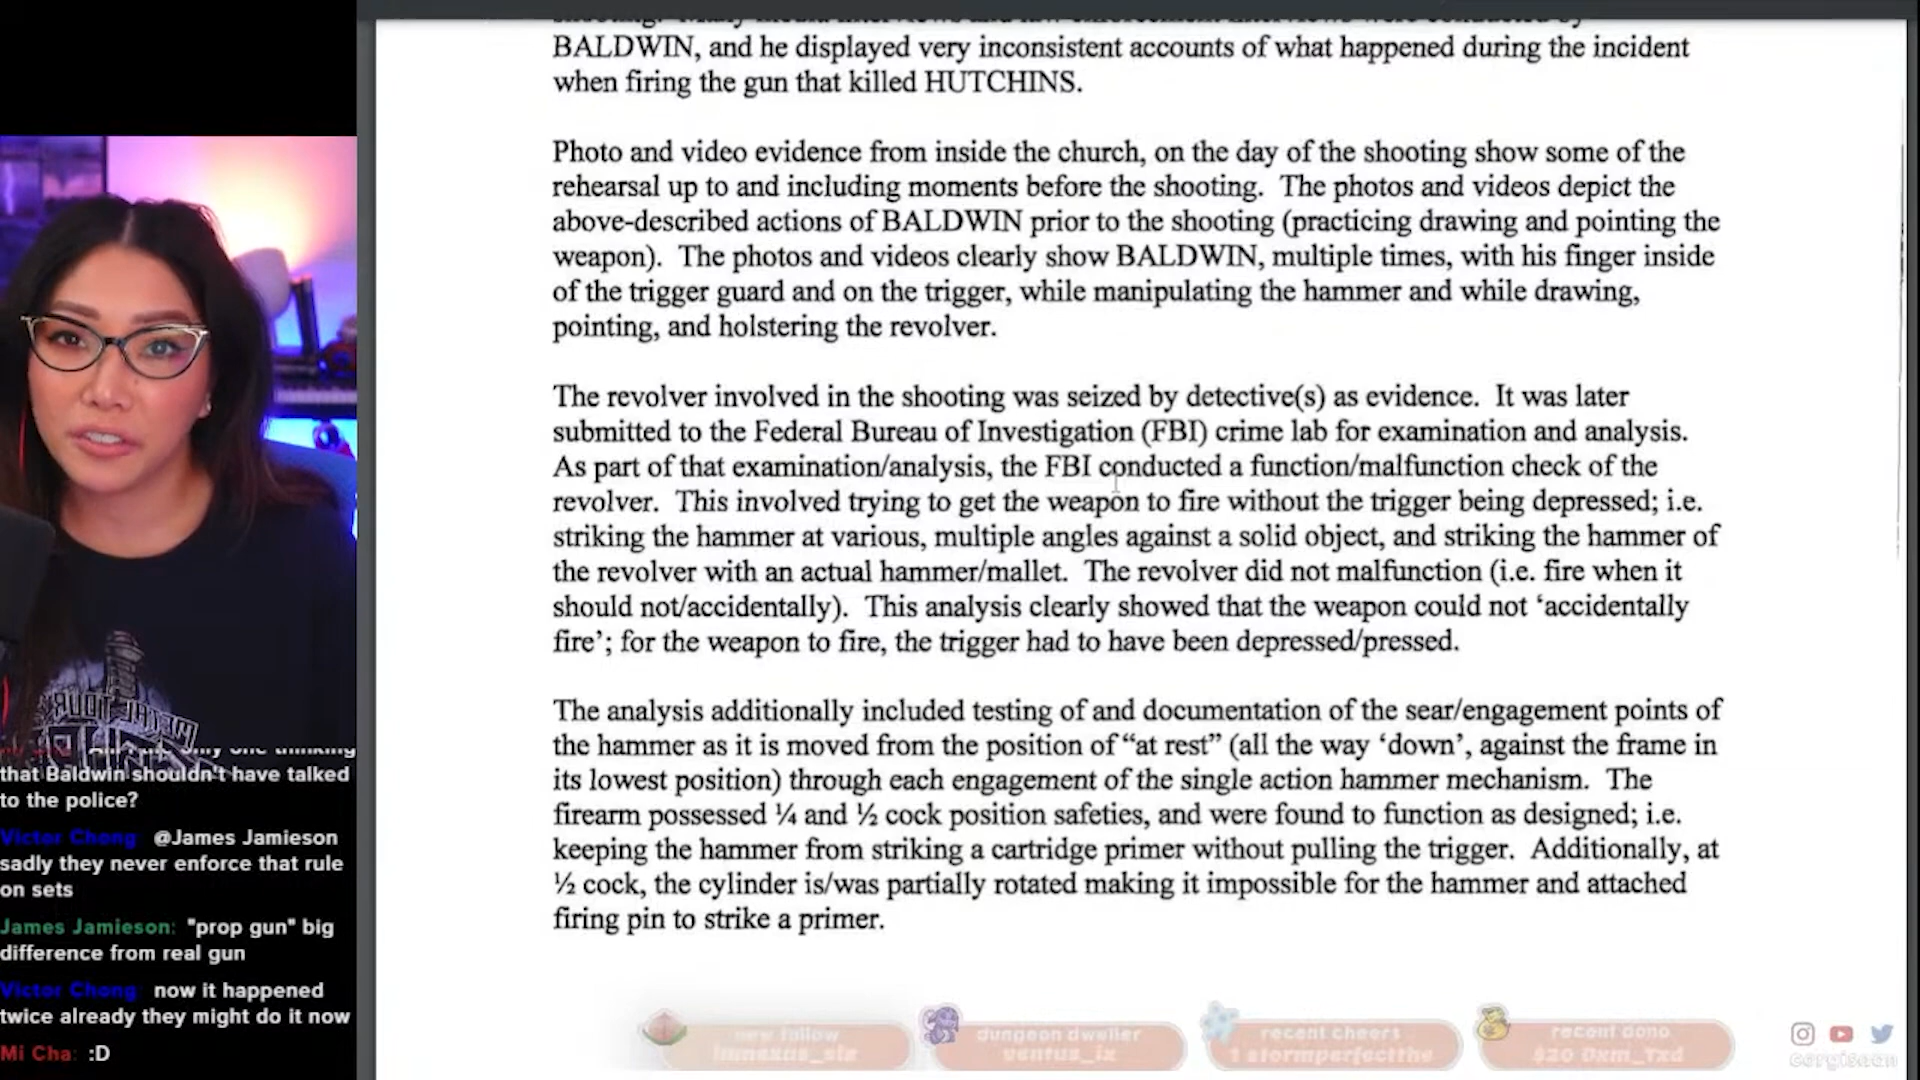 BALDWIN, and he displayed very inconsistent accounts of what happened during the incident
when firing the gun that killed HUTCHINS.
Photo and video evidence from inside the church, on the day of the shooting show some of the
rehearsal up to and including moments before the shooting. The photos and videos depict the
above-described actions of BALDWIN prior to the shooting (practicing drawing and pointing the
weapon). The photos and videos clearly show BALDWIN, multiple times, with his finger inside
of the trigger guard and on the trigger, while manipulating the hammer and while drawing,
pointing, and holstering the revolver.
The revolver involved in the shooting was seized by detective(s) as evidence. It was later
submitted to the Federal Bureau of Investigation (FBI) crime lab for examination and analysis.
As part of that examination/analysis, the FBI conducted a function/malfunction check of the
revolver. This involved trying to get the weapon to fire without the trigger being depressed; i.e.
striking the hammer at various, multiple angles against a solid object, and striking the hammer of
the revolver with an actual hammer/mallet. The revolver did not malfunction (i.e. fire when it
should not/accidentally). This analysis clearly showed that the weapon could not ‘accidentally
fire’; for the weapon to fire, the trigger had to have been depressed/pressed.
The analysis additionally included testing of and documentation of the sear/engagement points of
the hammer as it is moved from the position of “at rest” (all the way ‘down’, against the frame in
its lowest position) through each engagement of the single action hammer mechanism. The
firearm possessed ¼ and ½ cock position safeties, and were found to function as designed; i.e.
keeping the hammer from striking a cartridge primer without pulling the trigger. Additionally, at
½ cock, the cylinder is/was partially rotated making it impossible for the hammer and attached
firing pin to strike a primer.
that Baldwin shouldn't have talked
to the police?
Victor Chong: @James Jamieson
sadly they never enforce that rule
on sets
James Jamieson: "prop gun" big
difference from real gun
Victor Chong: now it happened
twice already they might do it now
Mi Cha: :D
new follow
dungeon dweller
ventus_ix
recent cheers
recent dono